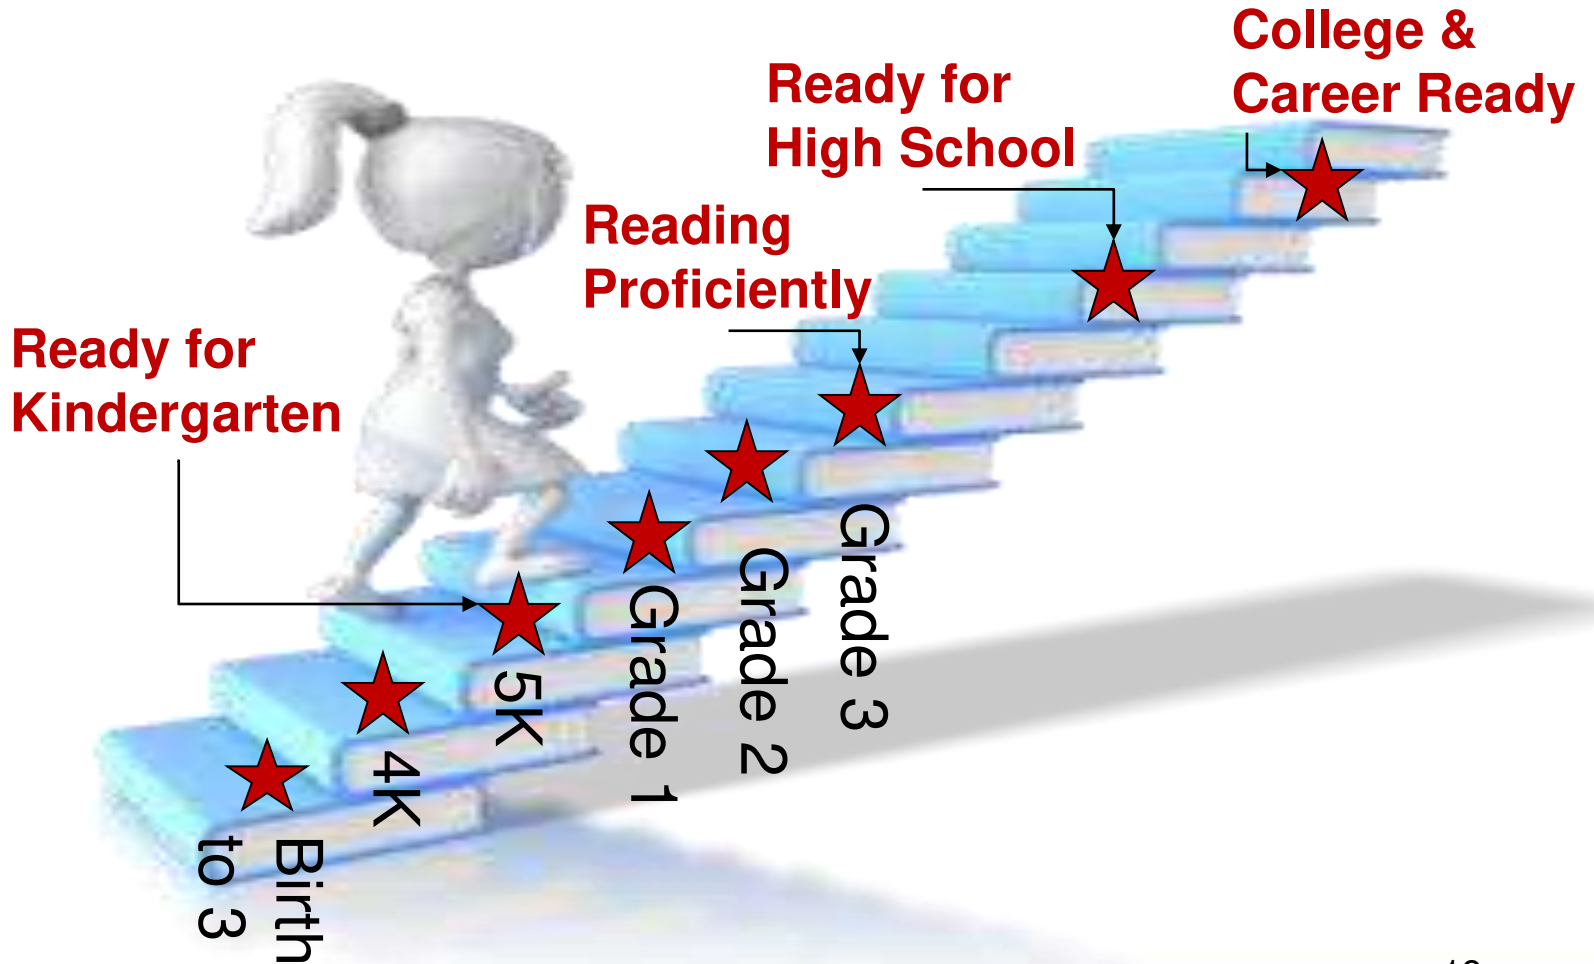 College &
Career Ready
Ready for
High School
Reading
Proficiently
Ready for
Kindergarten
Birth
to 3
4K
5K
Grade 1
Grade 2
Grade 3